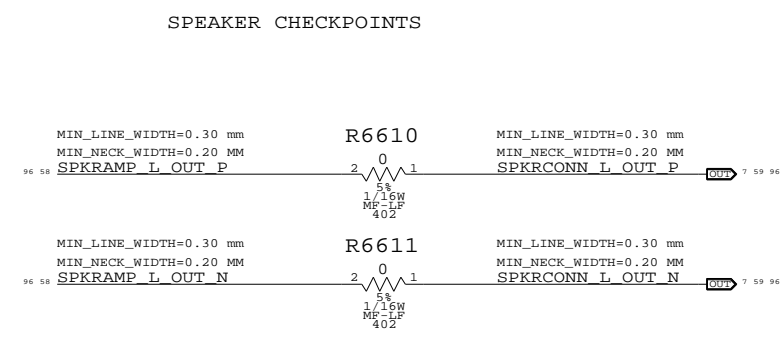 SPEAKER CHECKPOINTS
MIN_LINE_WIDTH=0.30 mm R6610 MIN_LINE_WIDTH=0.30 mm
MIN_NECK_WIDTH=0.20 MM 0 MIN_NECK_WIDTH=0.20 MM
96 58 SPKRAMP_L_OUT_P 2 1 SPKRCONN_L_OUT_P OUT 7 59 96
5%
1/16W
MF-LF
402
MIN_LINE_WIDTH=0.30 mm R6611 MIN_LINE_WIDTH=0.30 mm
MIN_NECK_WIDTH=0.20 MM 0 MIN_NECK_WIDTH=0.20 MM
96 58 SPKRAMP_L_OUT_N 2 1 SPKRCONN_L_OUT_N OUT 7 59 96
5%
1/16W
MF-LF
402